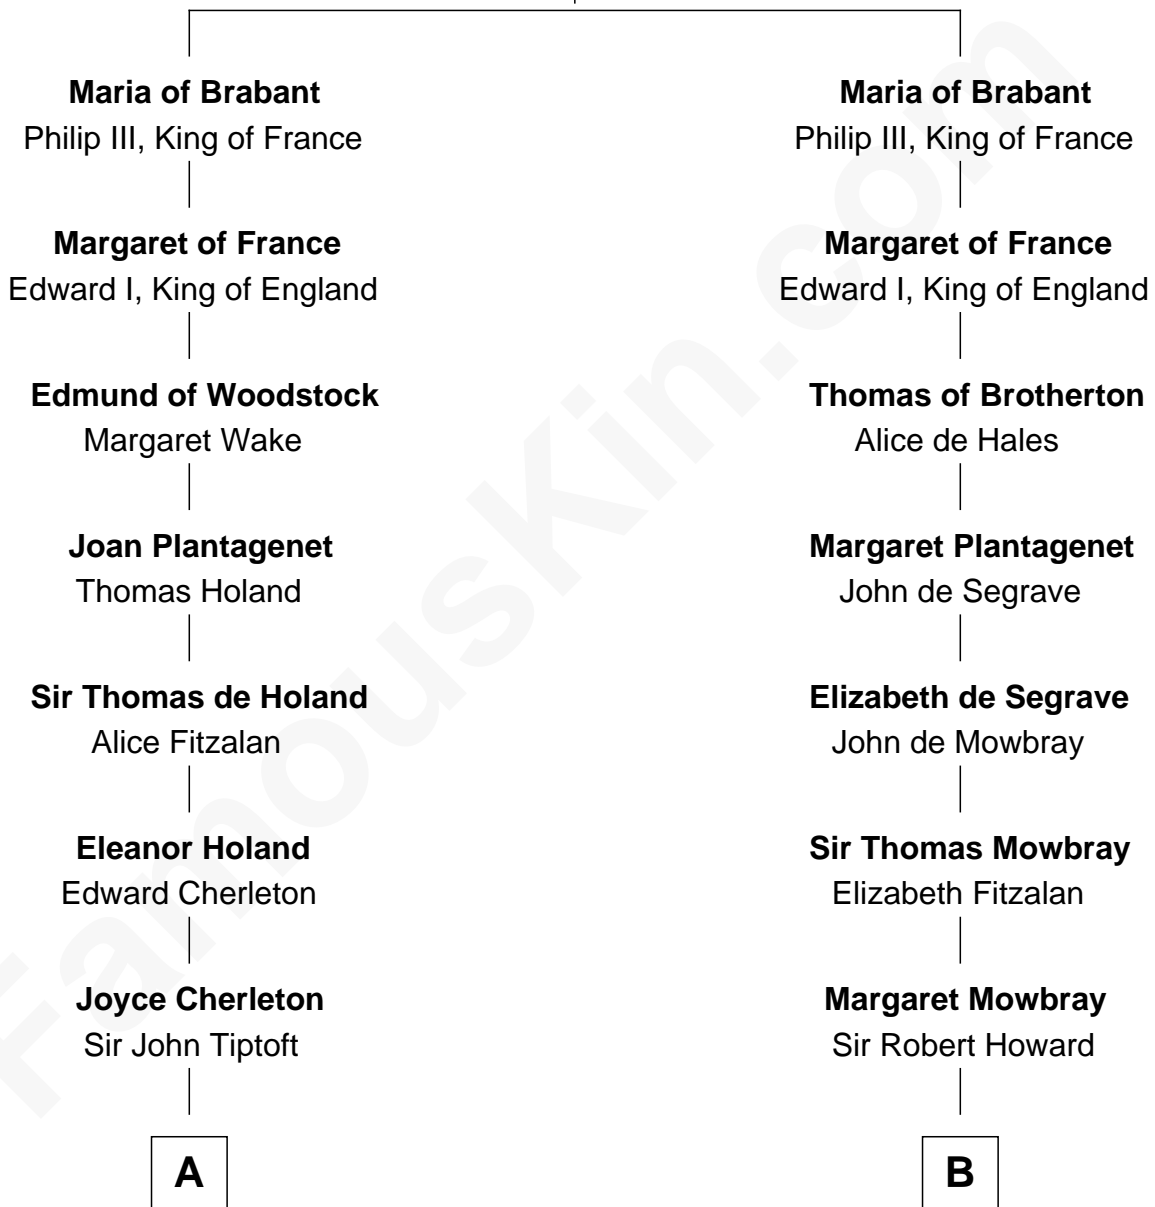 Maria of Brabant
Philip III, King of France
Margaret of France
Edward I, King of England
Edmund of Woodstock
Margaret Wake
Joan Plantagenet
Thomas Holand
Sir Thomas de Holand
Alice Fitzalan
Eleanor Holand
Edward Cherleton
Joyce Cherleton
Sir John Tiptoft
A
Maria of Brabant
Philip III, King of France
Margaret of France
Edward I, King of England
Thomas of Brotherton
Alice de Hales
Margaret Plantagenet
John de Segrave
Elizabeth de Segrave
John de Mowbray
Sir Thomas Mowbray
Elizabeth Fitzalan
Margaret Mowbray
Sir Robert Howard
B
FamousKin.com